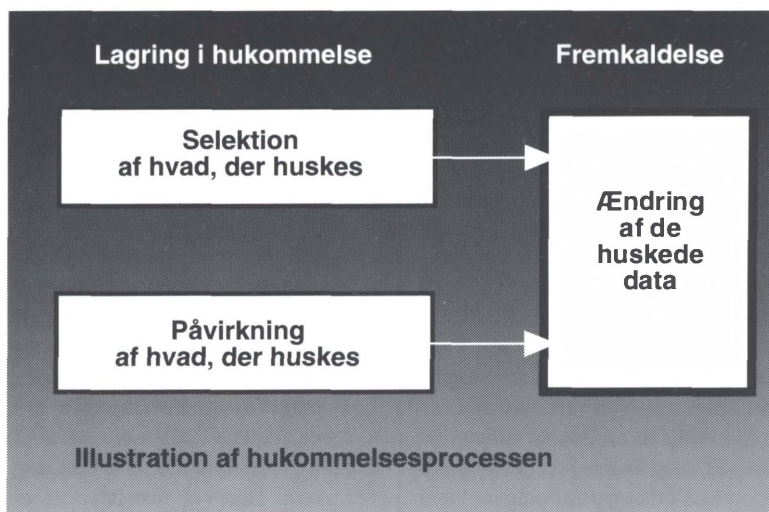 Lagring i hukommelse
Fremkaldelse
Selektion
af hvad, der huskes
Ændring
af de
huskede
data
Påvirkning
af hvad, der huskes
Illustration af hukommelsesprocessen